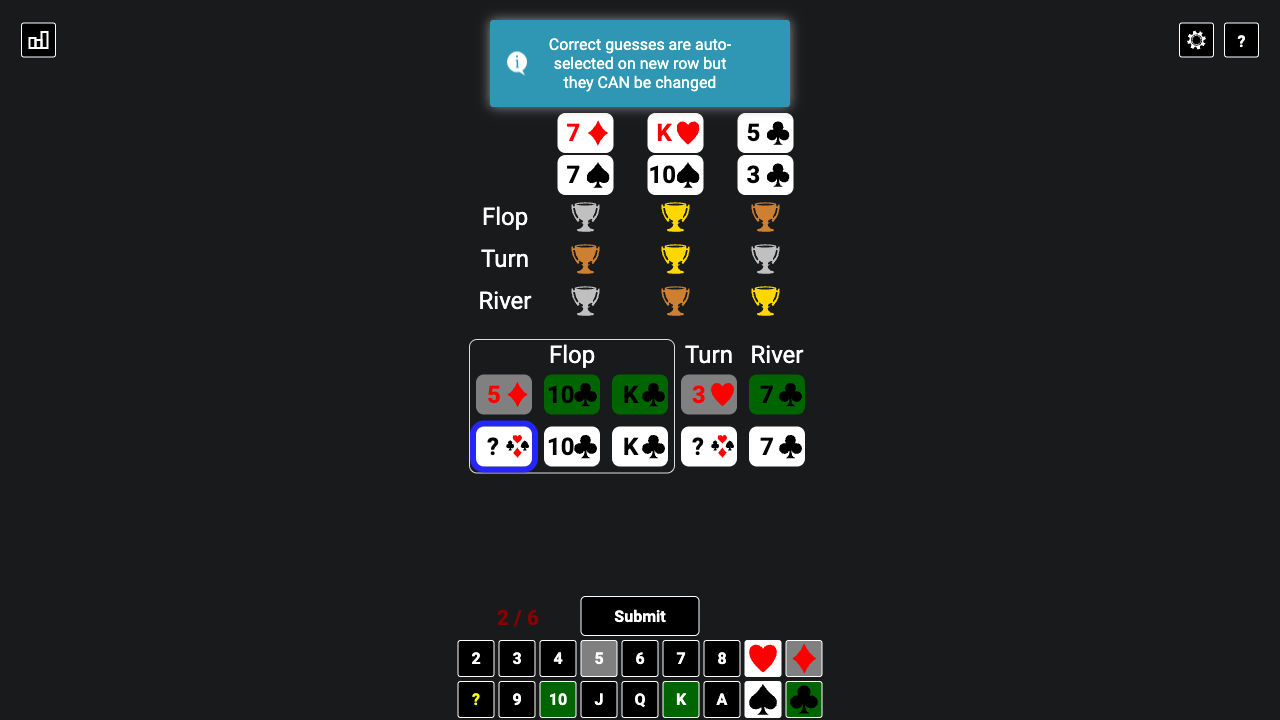 Correct guesses are auto-
selected on new row but
they CAN be changed
?
7 K 5
7 10 3
Flop
Turn
River
Flop Turn River
5 10 K 3 7
? 10 K ? 7
2 / 6 Submit
2 3 4 5 6 7 8
? 9 10 J Q K A